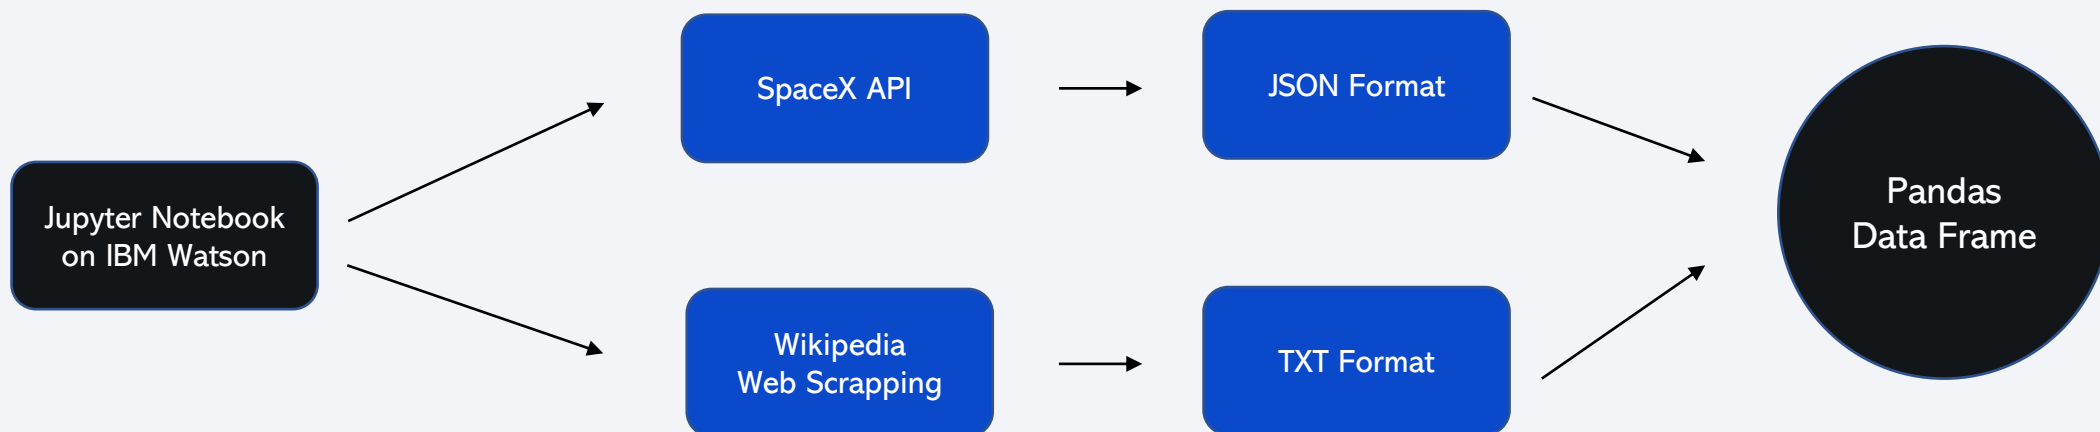 Jupyter Notebook
on IBM Watson
SpaceX API
JSON Format
Wikipedia
Web Scrapping
TXT Format
Pandas
Data Frame